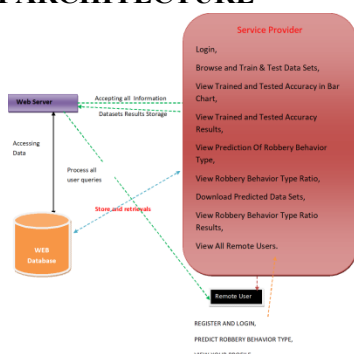 ARCHITECTURE
Service Provider
Login,
Browse and Train & Test Data Sets,
View Trained and Tested Accuracy in Bar
Chart,
View Trained and Tested Accuracy
Results,
View Prediction Of Robbery Behavior
Type,
View Robbery Behavior Type Ratio,
Download Predicted Data Sets,
View Robbery Behavior Type Ratio
Results,
View All Remote Users.
Web Server
Accepting all Information
Datasets Results Storage
Accessing
Data
Process all
user queries
Store and retrievals
WEB
Database
Remote User
REGISTER AND LOGIN,
PREDICT ROBBERY BEHAVIOR TYPE,
VIEW YOUR PROFILE